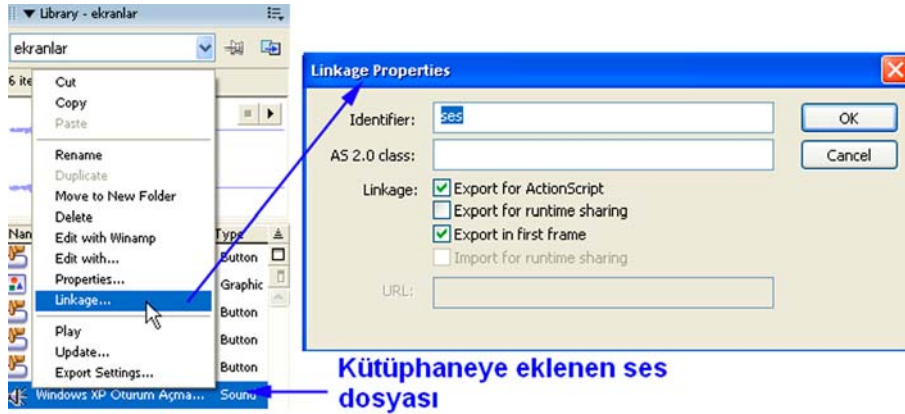 Library - ekranlar
ekranlar
6 ite
Cut
Copy
Paste
Rename
Duplicate
Move to New Folder
Delete
Edit with Winamp
Edit with...
Properties...
Linkage...
Play
Update...
Export Settings...
Nan
Type
Button
Graphic
Button
Button
Button
Windows XP Oturum Açma... Sound
Linkage Properties
Identifier: ses
OK
AS 2.0 class:
Cancel
Linkage: Export for ActionScript
Export for runtime sharing
Export in first frame
Import for runtime sharing
URL:
Kütüphaneye eklenen ses
dosyası